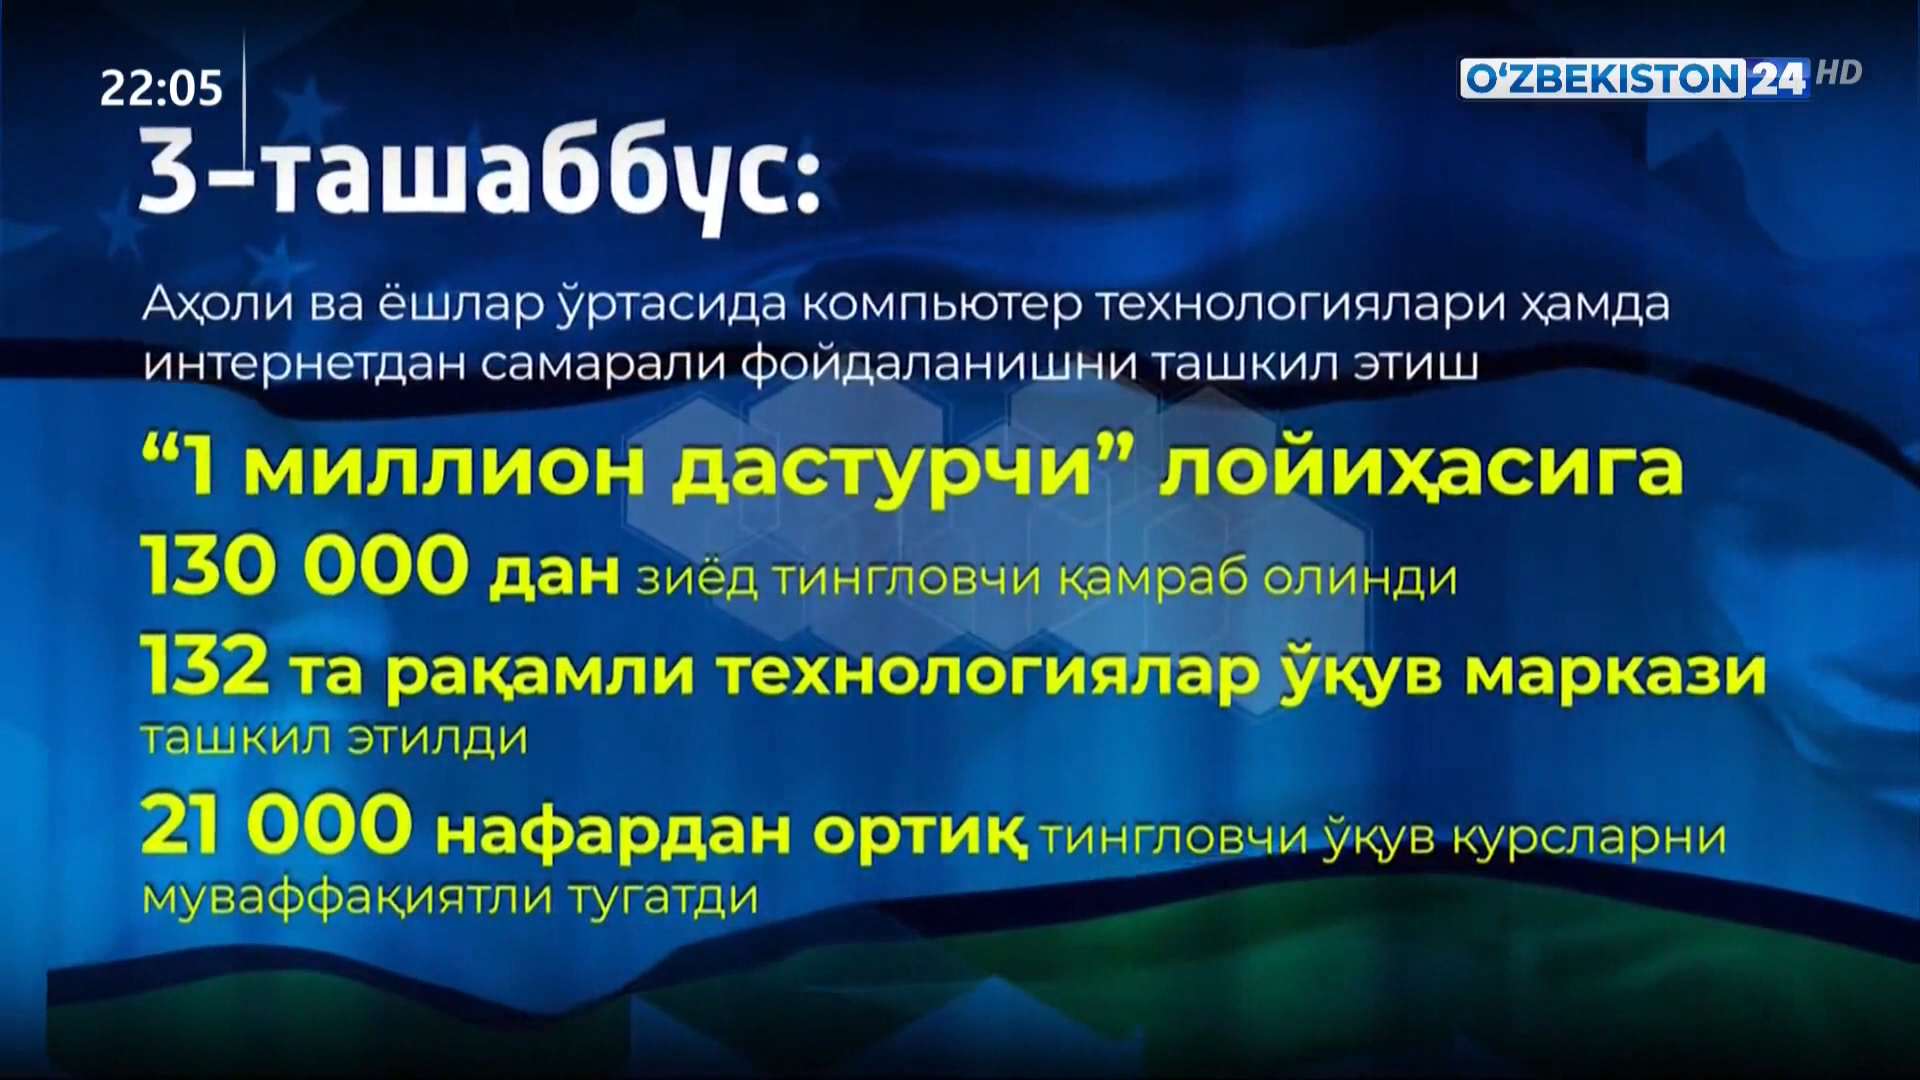 22:05
O‘ZBEKISTON 24 HD
3-ташаббус:
Аҳоли ва ёшлар ўртасида компьютер технологиялари ҳамда
интернетдан самарали фойдаланишни ташкил этиш
“1 миллион дастурчи” лойиҳасига
130 000 дан зиёд тингловчи қамраб олинди
132 та рақамли технологиялар ўқув маркази
ташкил этилди
21 000 нафардан ортиқ тингловчи ўқув курсларни
муваффақиятли тугатди